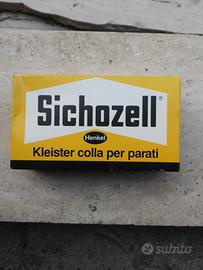 Sichozell®
Henkel
Kleister colla per parati
subito